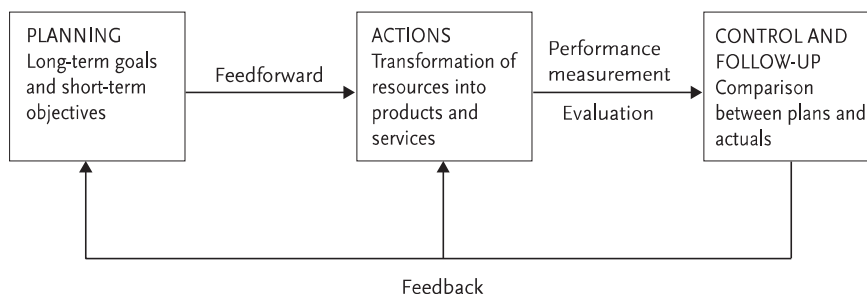 PLANNING
Long-term goals
and short-term
objectives
Feedforward
ACTIONS
Transformation of
resources into
products and
services
Performance
measurement
Evaluation
CONTROL AND
FOLLOW-UP
Comparison
between plans and
actuals
Feedback